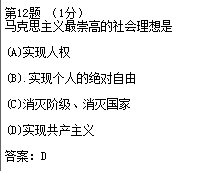 第12题 （1分）
马克思主义最崇高的社会理想是
(A)实现人权
(B).实现个人的绝对自由
(C)消灭阶级、消灭国家
(D)实现共产主义
答案：D